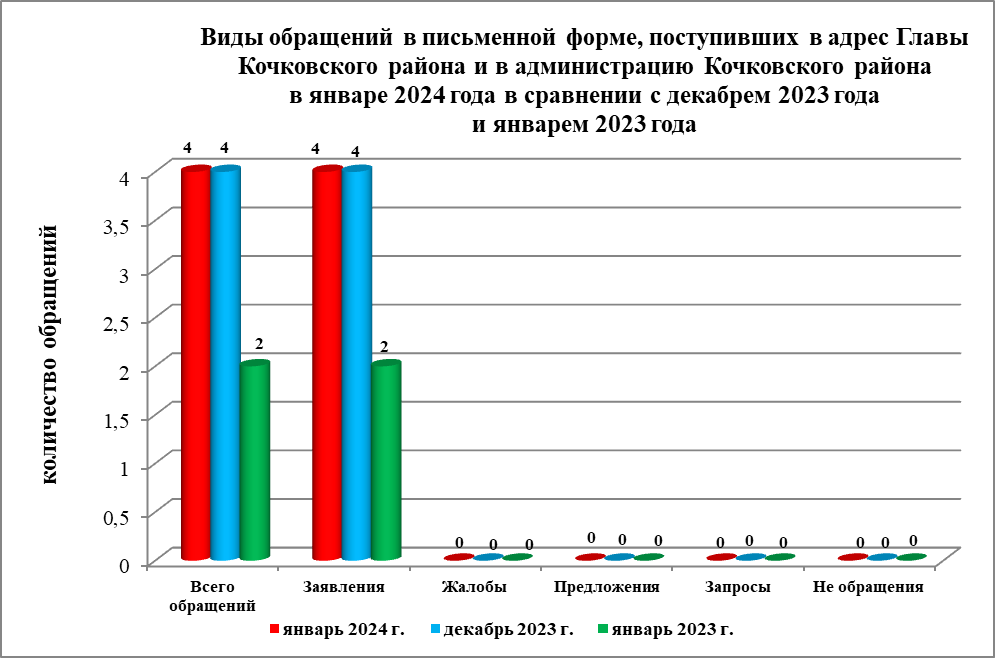 Виды обращений в письменной форме, поступивших в адрес Главы
Кочковского района и в администрацию Кочковского района
в январе 2024 года в сравнении с декабрем 2023 года
и январем 2023 года
количество обращений
4
3,5
3
2,5
2
1,5
1
0,5
0
4 4 2
4 4 2
0 0 0
0 0 0
0 0 0
0 0 0
Всего
обращений
Заявления
Жалобы
Предложения
Запросы
Не обращения
январь 2024 г. декабрь 2023 г. январь 2023 г.